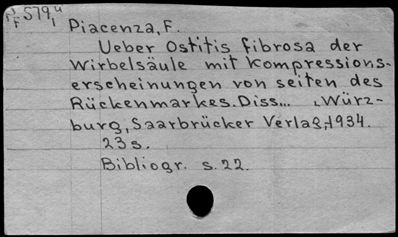 Piacenza, F.
Ueber Ostitis fibrosa der
Wirbelsäule mit Kompressions-
erscheinungen von seiten des
Rückenmarkes. Diss... Würz-
burg, Saarbrücker Verlag, 1934.
23 s.
Bibliogr. s. 22.